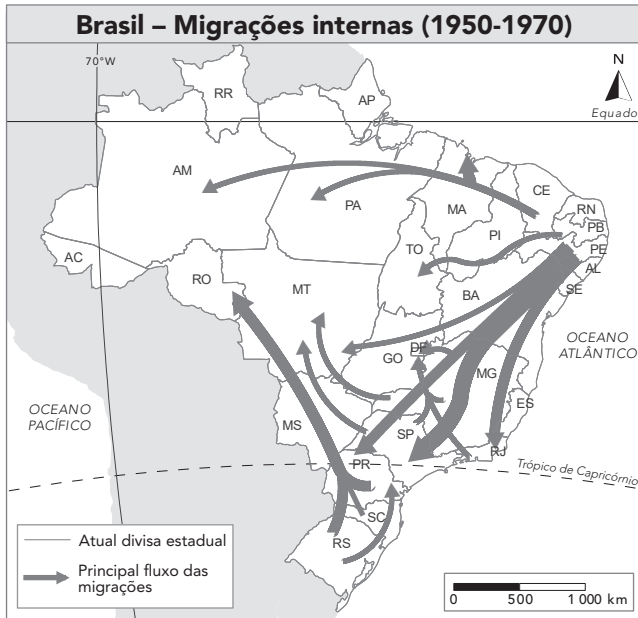 Brasil – Migrações internas (1950-1970)
70°W
N
Equado
RR
AP
AM
PA
MA
CE
RN
PB
PE
AL
SE
PI
TO
AC
RO
MT
BA
GO
DF
MG
ES
MS
SP
RJ
PR
SC
RS
OCEANO
ATLÂNTICO
OCEANO
PACÍFICO
Trópico de Capricórnio
Atual divisa estadual
Principal fluxo das
migrações
0 500 1 000 km